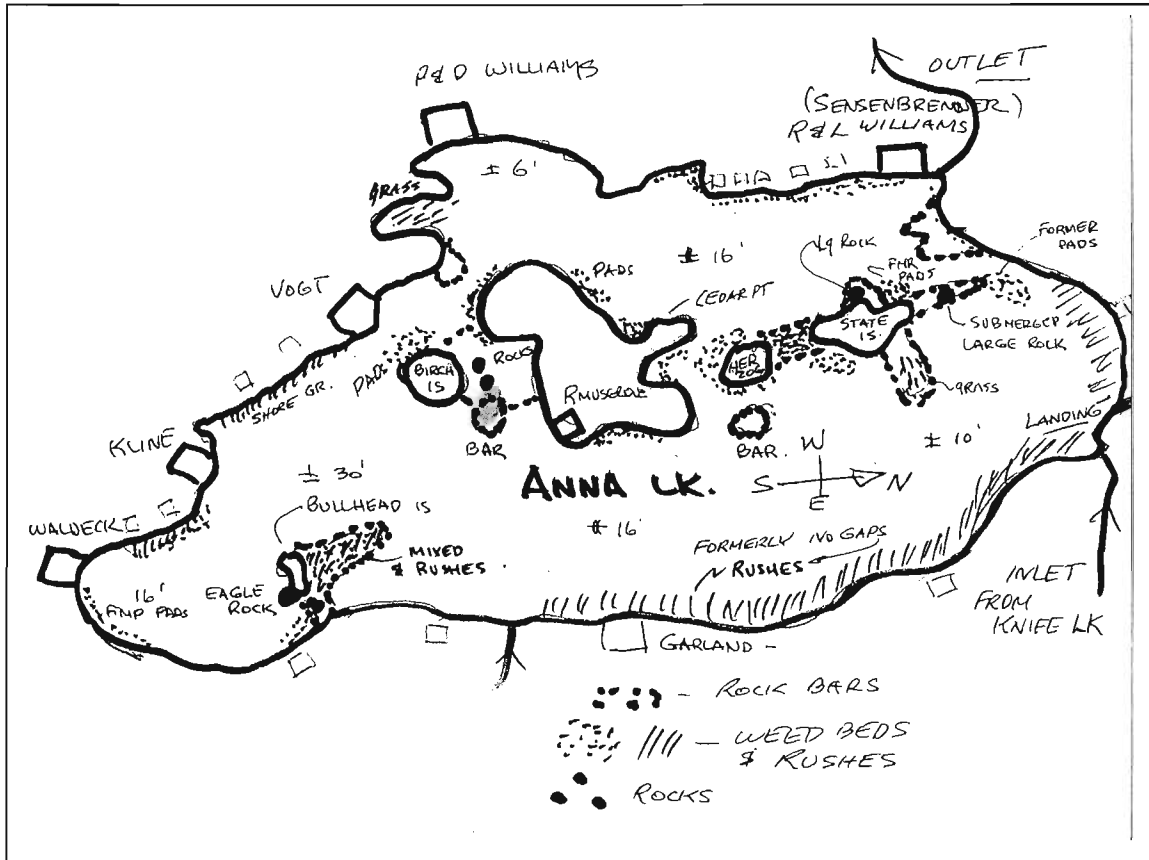 P & D WILLIAMS
OUTLET
(SENSENBRENNER)
R & L WILLIAMS
± 6'
GRASS
FORMER
PADS
± 16'
LG ROCK
FMR
PADS
PADS
VOGT
CEDAR PT
STATE
IS.
SUBMERGED
LARGE ROCK
ROCKS
PADS
BIRCH
IS
HER
ZOG
SHORE GR.
R MUSGROVE
GRASS
BAR
BAR.
± 10'
LANDING
KLINE
± 30'
ANNA LK.
W
S
N
E
BULLHEAD IS
± 16'
WALDECK
FORMERLY NO GAPS
N RUSHES
MIXED
& RUSHES
16'
FMR PADS
EAGLE
ROCK
INLET
FROM
KNIFE LK
GARLAND -
- ROCK BARS
- WEED BEDS
& RUSHES
ROCKS